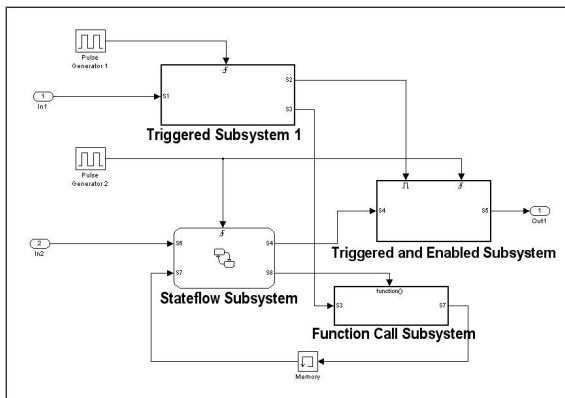 Pulse
Generator 1
1
In1
S1
S2
S3
Triggered Subsystem 1
Pulse
Generator 2
2
In2
S6
S7
S4
S8
Stateflow Subsystem
S4
S5
1
Out1
Triggered and Enabled Subsystem
function()
S3
S7
Function Call Subsystem
Memory